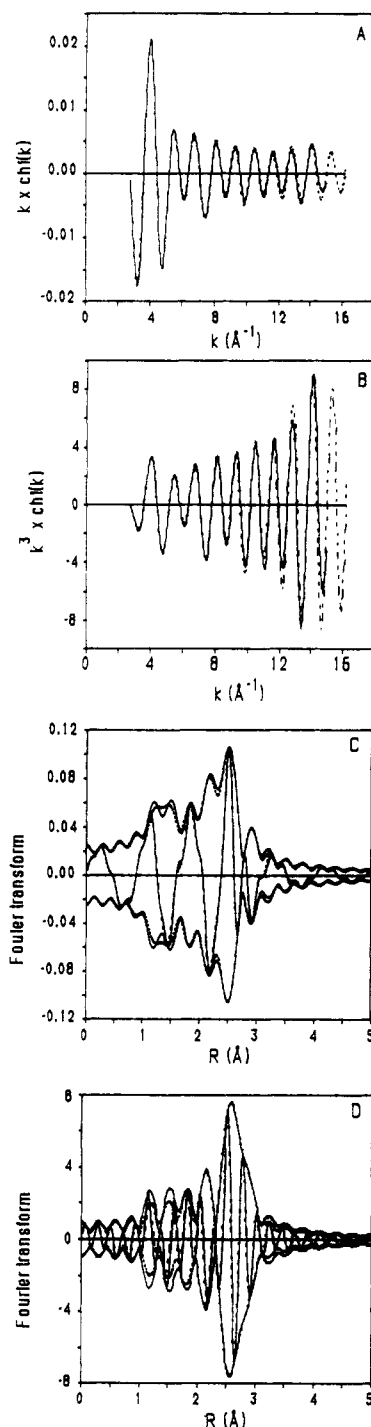 A
0.02
0.01
0.00
-0.01
-0.02
k x chi(k)
0 4 8 12 16
k (Å⁻¹)
B
8
4
0
-4
-8
k³ x chi(k)
0 4 8 12 16
k (Å⁻¹)
C
0.12
0.08
0.04
0.00
-0.04
-0.08
-0.12
Fouler transform
0 1 2 3 4 5
R (Å)
D
8
4
0
-4
-8
Fourier transform
0 1 2 3 4 5
R (Å)